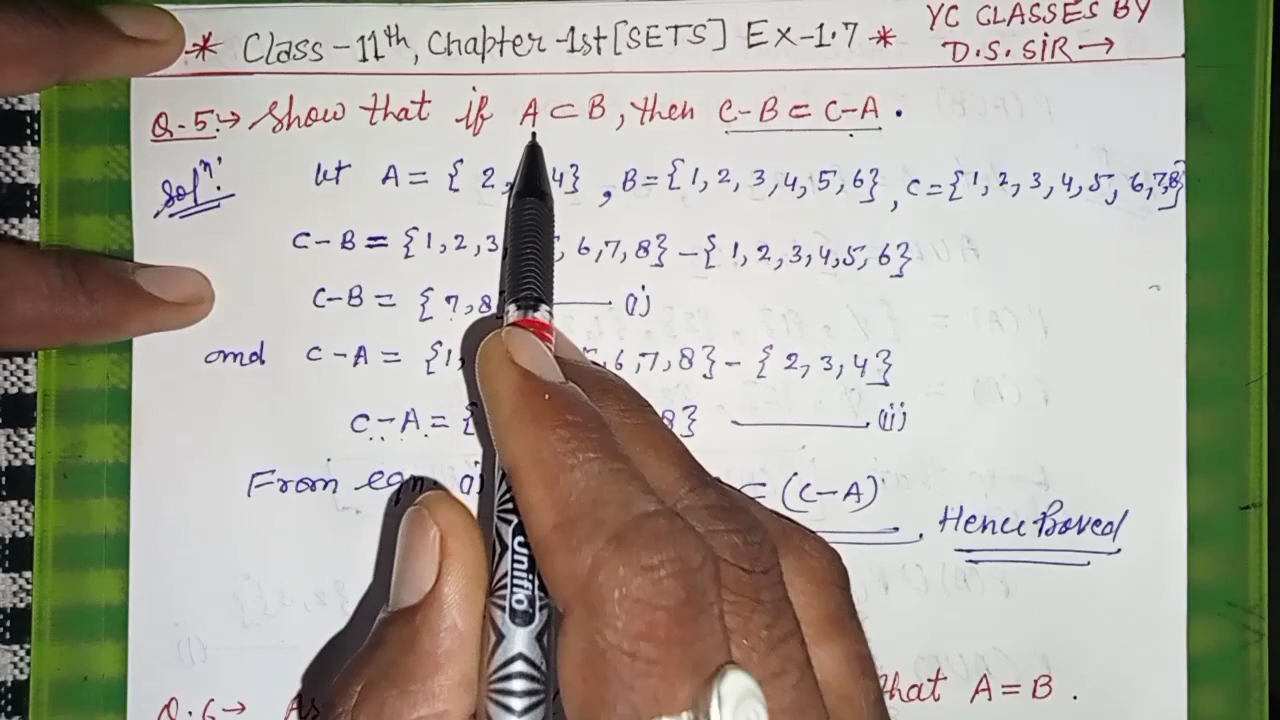 * Class-11th, Chapter-1st [SETS] Ex-1.7 *
YC CLASSES BY
D.S. SIR →
Q.5 → Show that if A ⊂ B, then C-B ⊂ C-A.
Solⁿ: let A = { 2, 4} , B = {1, 2, 3, 4, 5, 6} , C = {1, 2, 3, 4, 5, 6, 7, 8}
C-B = {1, 2, 3 , 6, 7, 8} - {1, 2, 3, 4, 5, 6}
C-B = {7, 8 (i)
and C-A = {1, 6, 7, 8} - {2, 3, 4}
C-A = { 8} (ii)
From eqn. (i) ⊂ (C-A)
Hence Proved
Q.6 → that A = B .
Uniflo